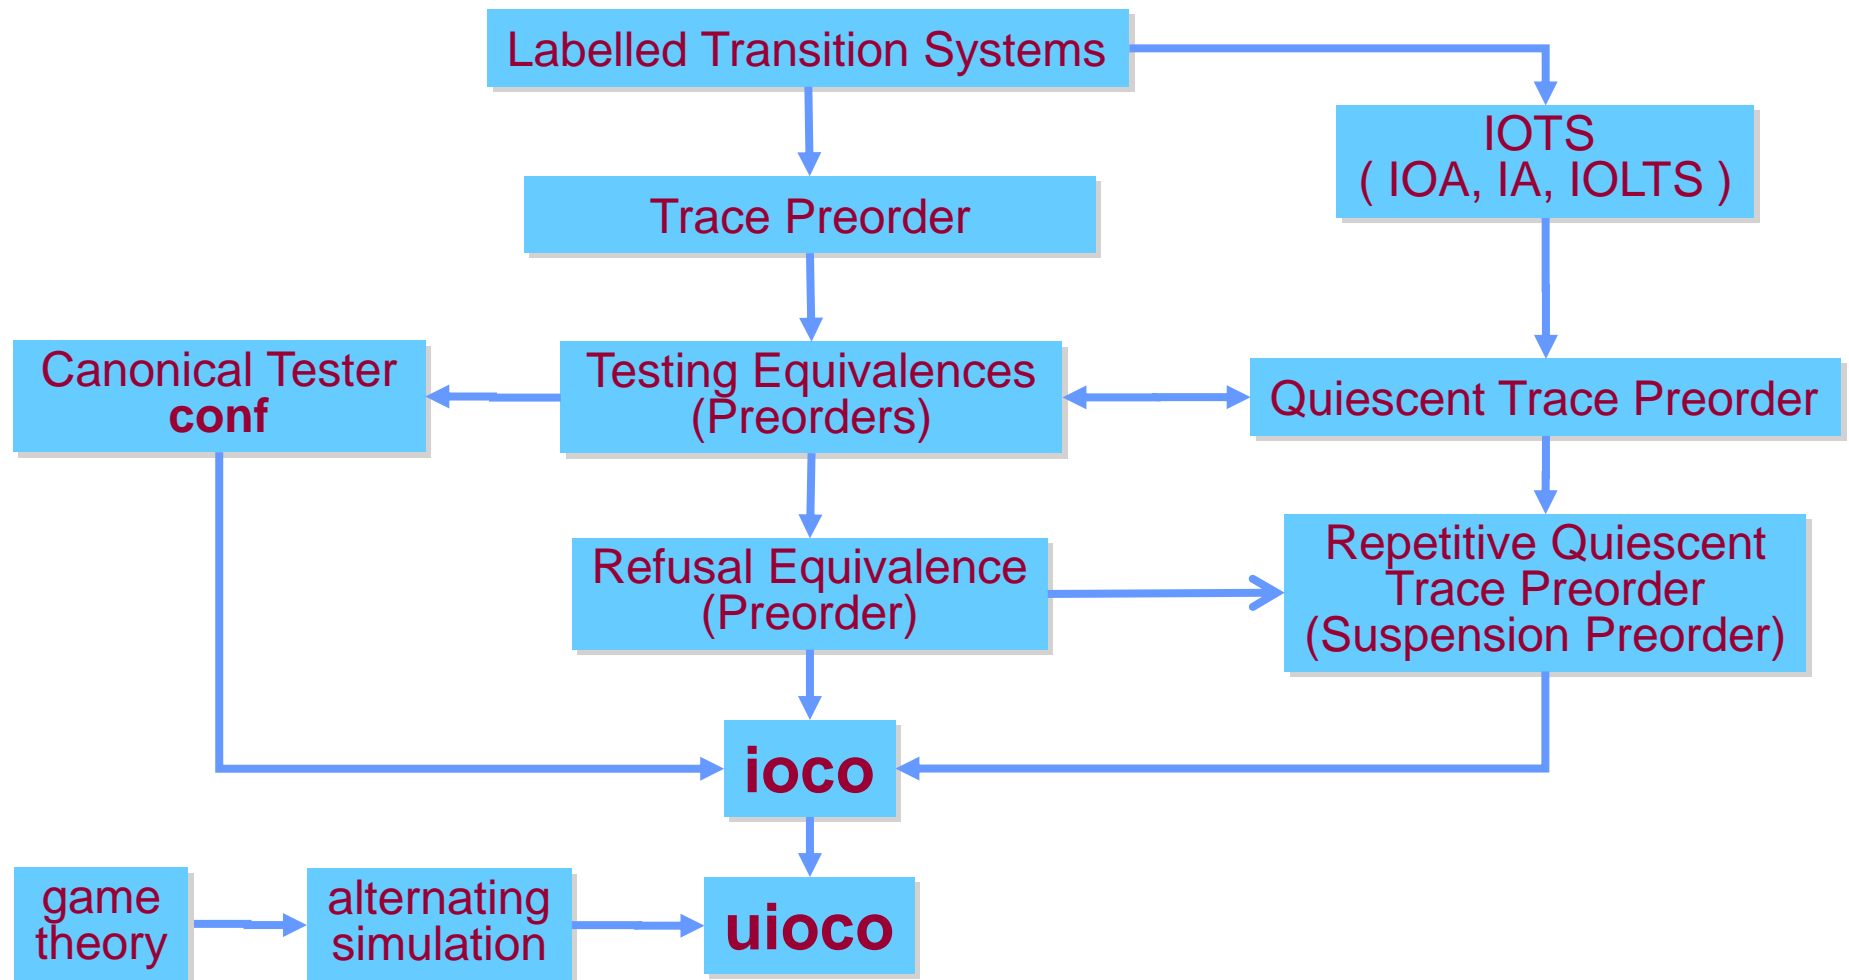 Labelled Transition Systems
IOTS
( IOA, IA, IOLTS )
Trace Preorder
Canonical Tester
conf
Testing Equivalences
(Preorders)
Quiescent Trace Preorder
Refusal Equivalence
(Preorder)
Repetitive Quiescent
Trace Preorder
(Suspension Preorder)
ioco
game
theory
alternating
simulation
uioco